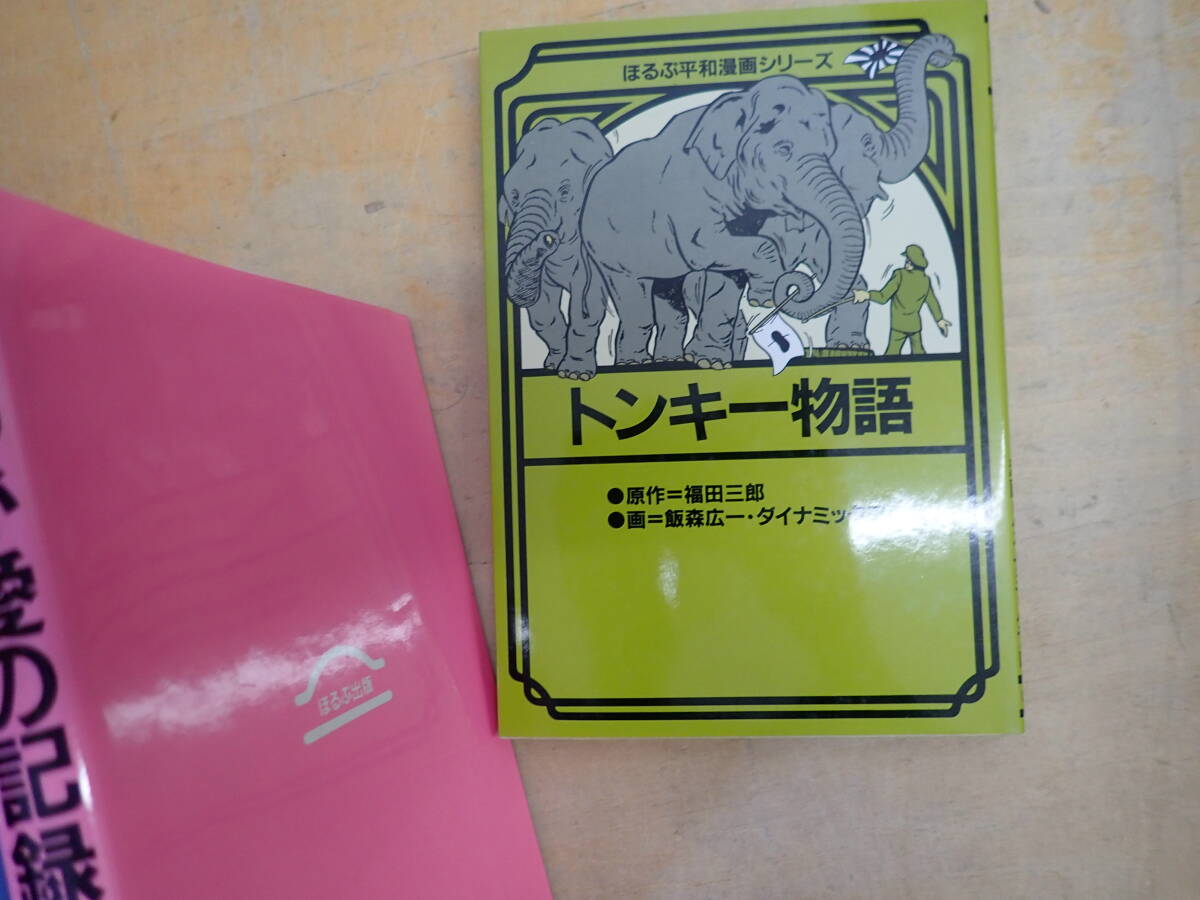 ほるぷ平和漫画シリーズ
トンキー物語
●原作=福田三郎
●画=飯森広一・ダイナミッ
愛の記録
ほるぷ出版